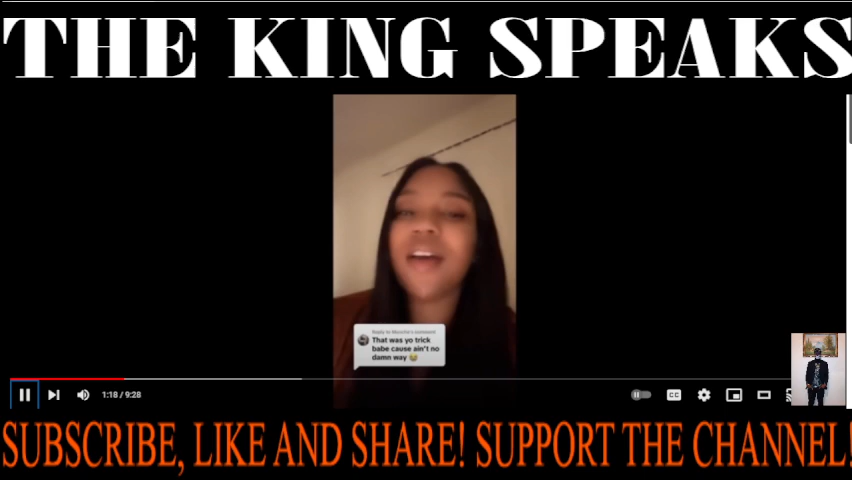 THE KING SPEAKS
That was yo trick
babe cause ain't no
damn way 😂
1:18 / 9:28
CC
SUBSCRIBE, LIKE AND SHARE! SUPPORT THE CHANNEL!